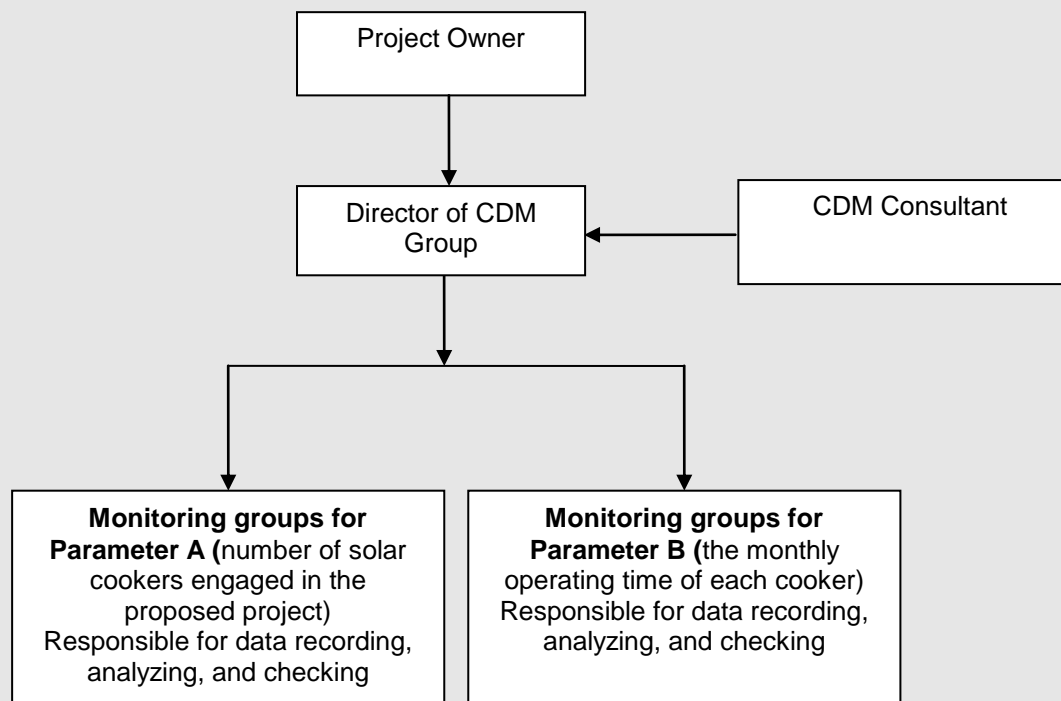 Project Owner
Director of CDM
Group
CDM Consultant
Monitoring groups for
Parameter A (number of solar
cookers engaged in the
proposed project)
Responsible for data recording,
analyzing, and checking
Monitoring groups for
Parameter B (the monthly
operating time of each cooker)
Responsible for data recording,
analyzing, and checking